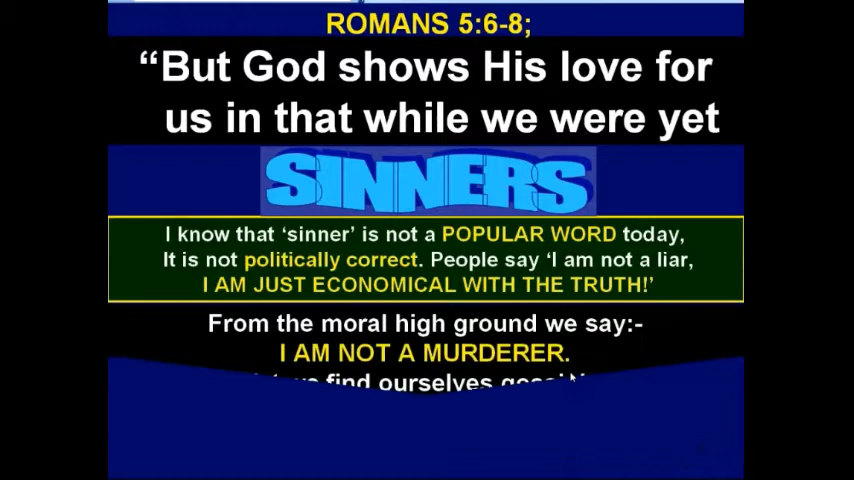 ROMANS 5:6-8;
“But God shows His love for
us in that while we were yet
SINNERS
I know that ‘sinner’ is not a POPULAR WORD today,
It is not politically correct. People say ‘I am not a liar,
I AM JUST ECONOMICAL WITH THE TRUTH!’
From the moral high ground we say:-
I AM NOT A MURDERER.
find ourselves